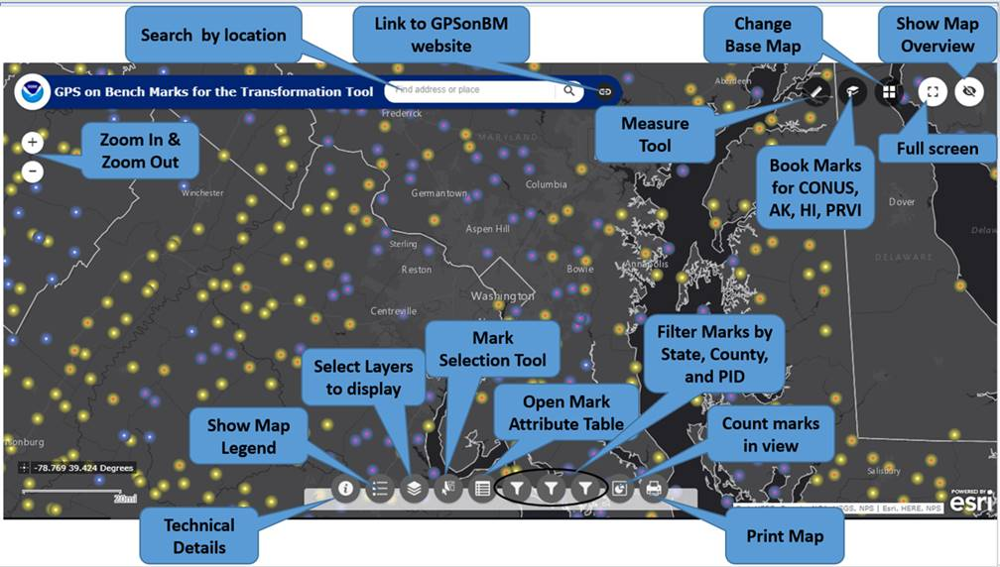 Search by location
Link to GPSonBM
website
Change
Base Map
Show Map
Overview
GPS on Bench Marks for the Transformation Tool
Find address or place
Aberdeen
Frederick
MARYLAND
Measure
Tool
Full screen
Zoom In &
Zoom Out
+
−
Book Marks
for CONUS,
AK, HI, PRVI
Winchester
Germantown
Columbia
Dover
Aspen Hill
Sterling
Reston
Bowie
Annapolis
DELAWARE
Washington
Centreville
Mark
Selection Tool
Filter Marks by
State, County,
and PID
Select Layers
to display
Open Mark
Attribute Table
Show Map
Legend
Count marks
in view
-78.769 39.424 Degrees
20mi
Salisbury
POWERED BY
esri
NPS | Esri, HERE, NPS
Technical
Details
Print Map